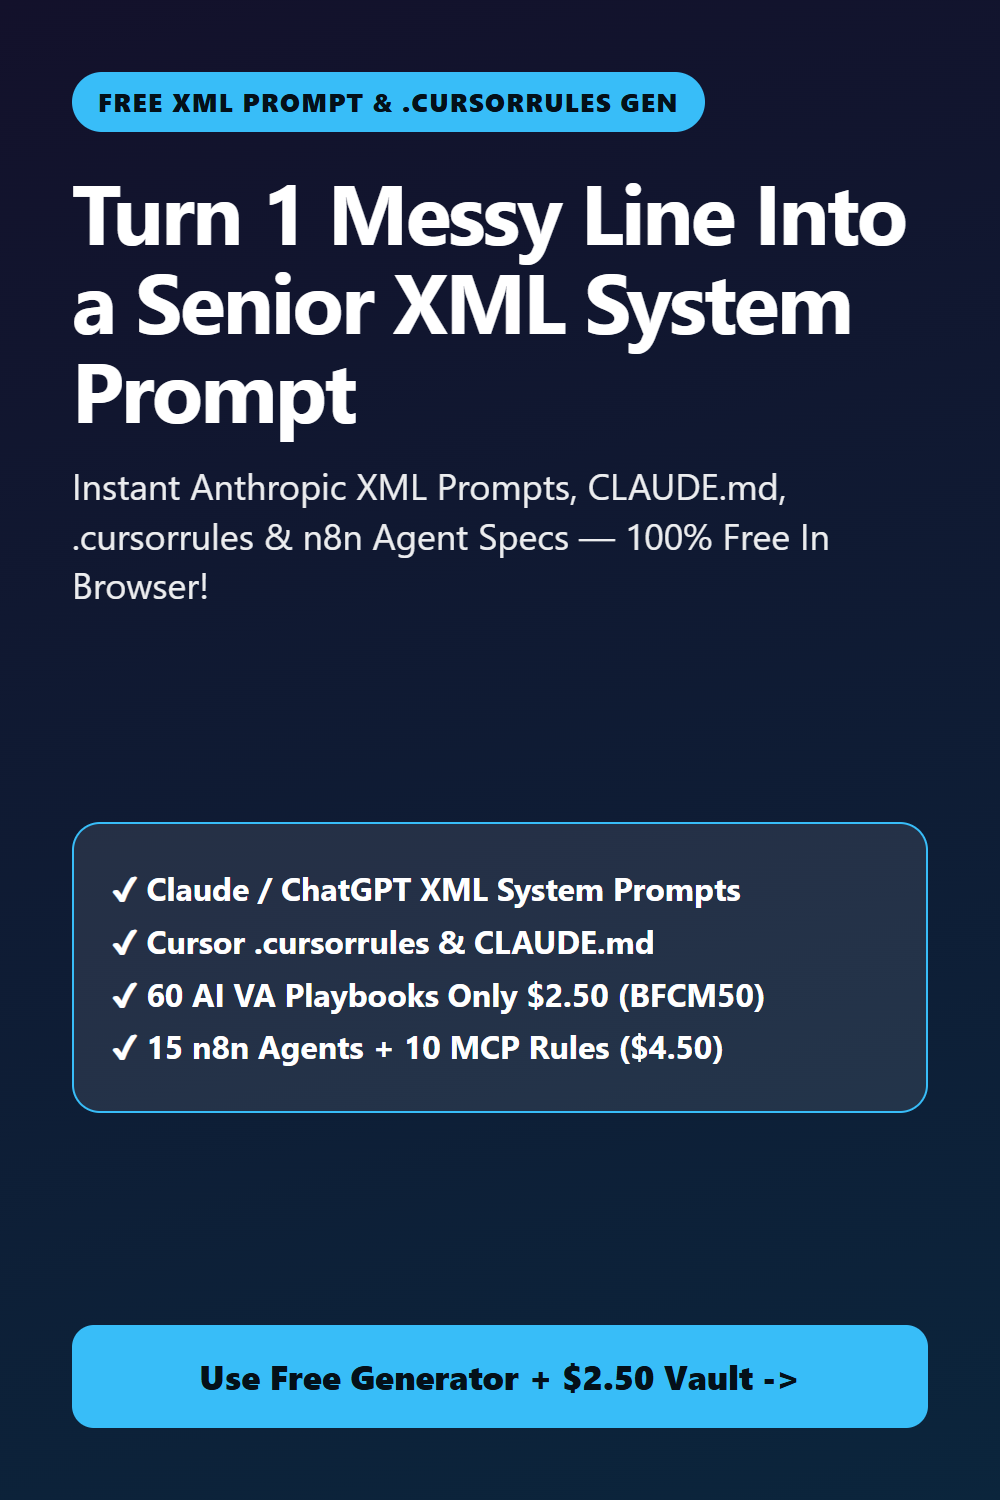 FREE XML PROMPT & .CURSORRULES GEN
Turn 1 Messy Line Into
a Senior XML System
Prompt
Instant Anthropic XML Prompts, CLAUDE.md,
.cursorrules & n8n Agent Specs — 100% Free In
Browser!
✔ Claude / ChatGPT XML System Prompts
✔ Cursor .cursorrules & CLAUDE.md
✔ 60 AI VA Playbooks Only $2.50 (BFCM50)
✔ 15 n8n Agents + 10 MCP Rules ($4.50)
Use Free Generator + $2.50 Vault ->